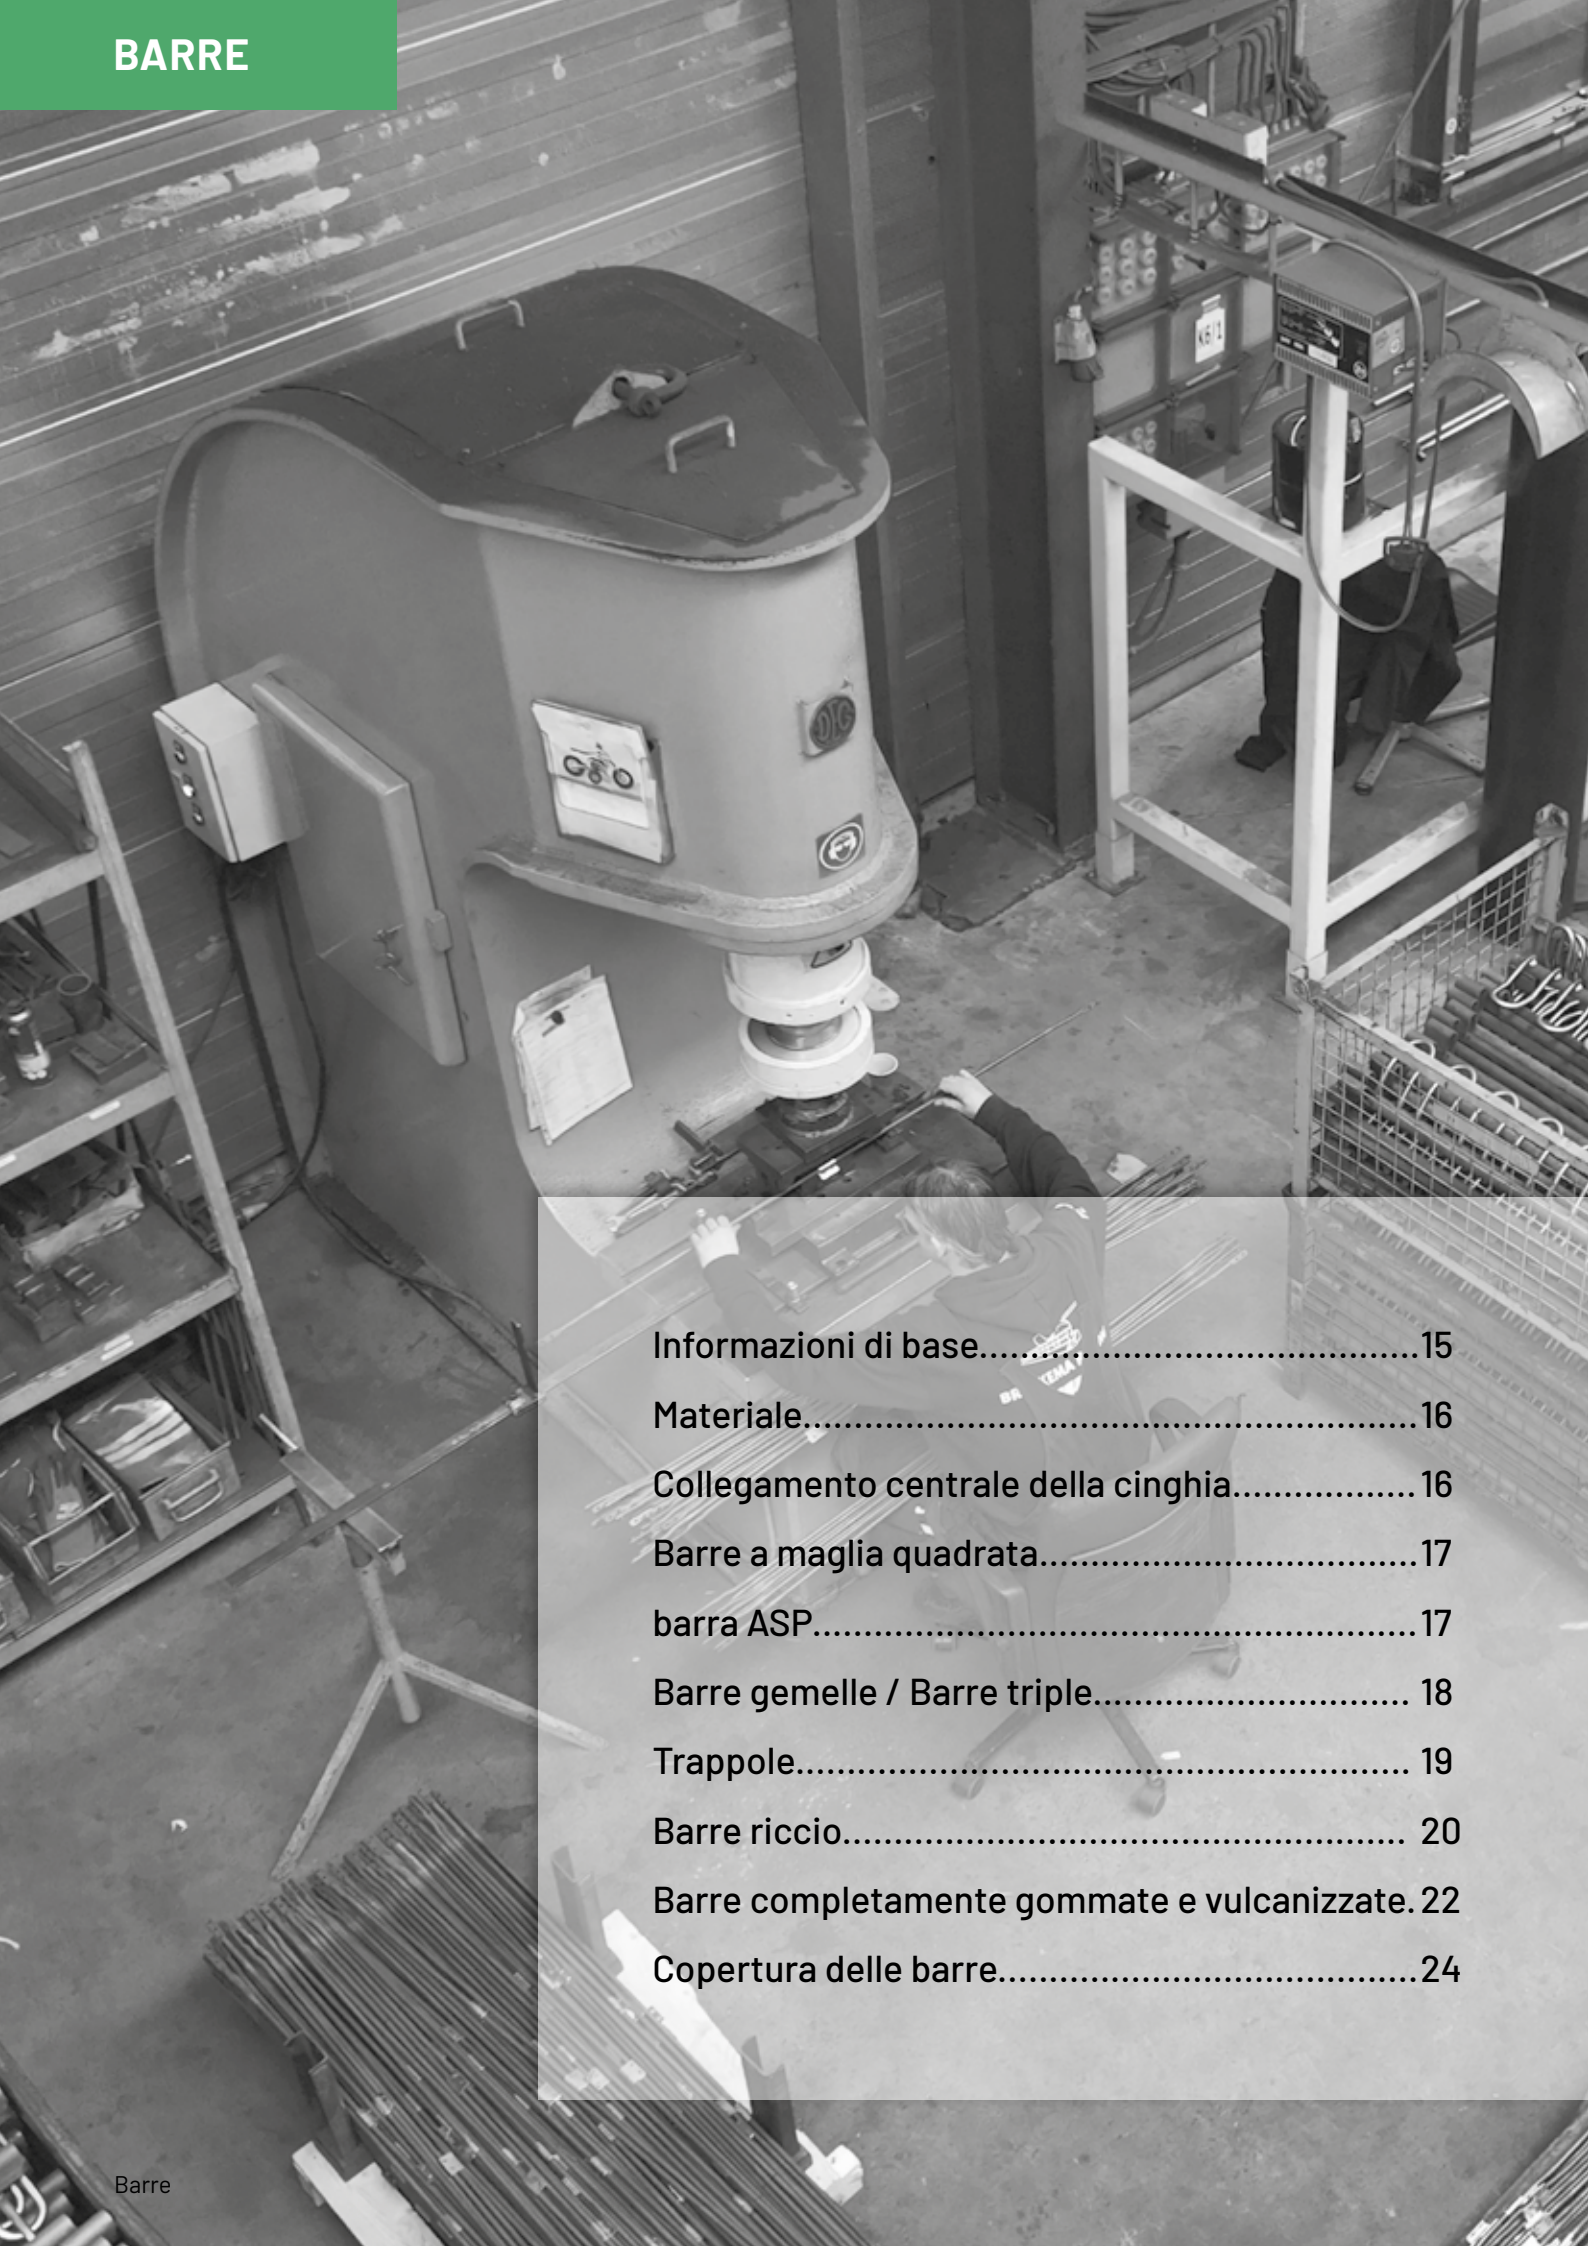 BARRE
K6/1
Informazioni di base..........................................15
Materiale..........................................16
Collegamento centrale della cinghia..................16
Barre a maglia quadrata..........................................17
barra ASP..........................................17
Barre gemelle / Barre triple............................... 18
Trappole.......................................... 19
Barre riccio.......................................... 20
Barre completamente gommate e vulcanizzate. 22
Copertura delle barre..........................................24
Barre